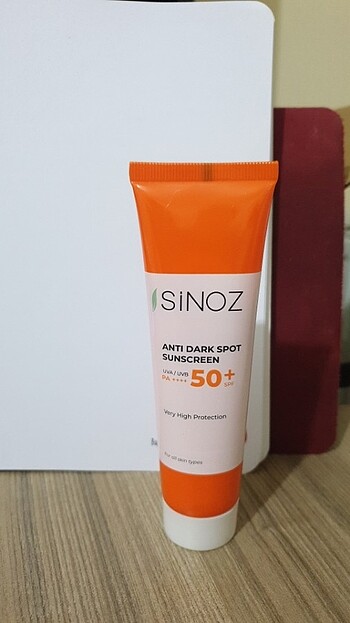 SiNOZ
ANTI DARK SPOT
SUNSCREEN
UVA / UVB
PA ++++ 50+ SPF
Very High Protection
For all skin types